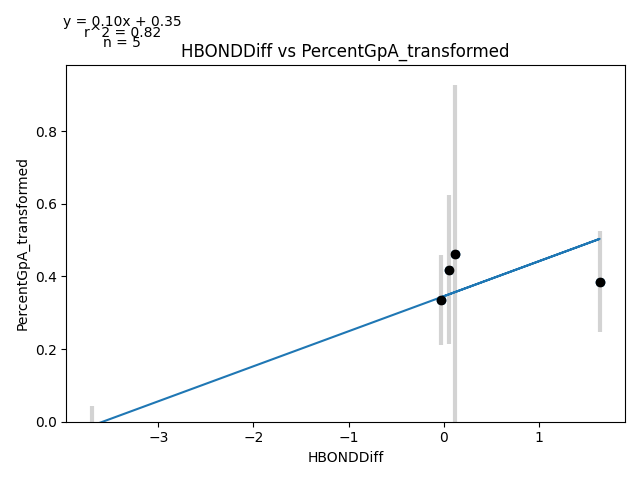 y = 0.10x + 0.35
r^2 = 0.82
n = 5
HBONDDiff vs PercentGpA_transformed
PercentGpA_transformed
0.8
0.6
0.4
0.2
0.0
−3
−2
−1
0
1
HBONDDiff